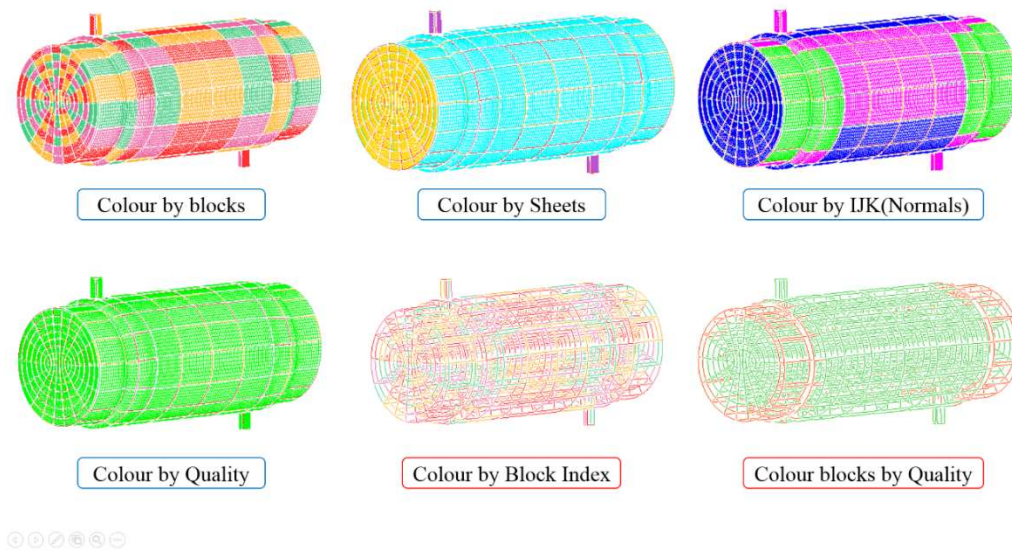 Colour by blocks
Colour by Sheets
Colour by IJK(Normals)
Colour by Quality
Colour by Block Index
Colour blocks by Quality